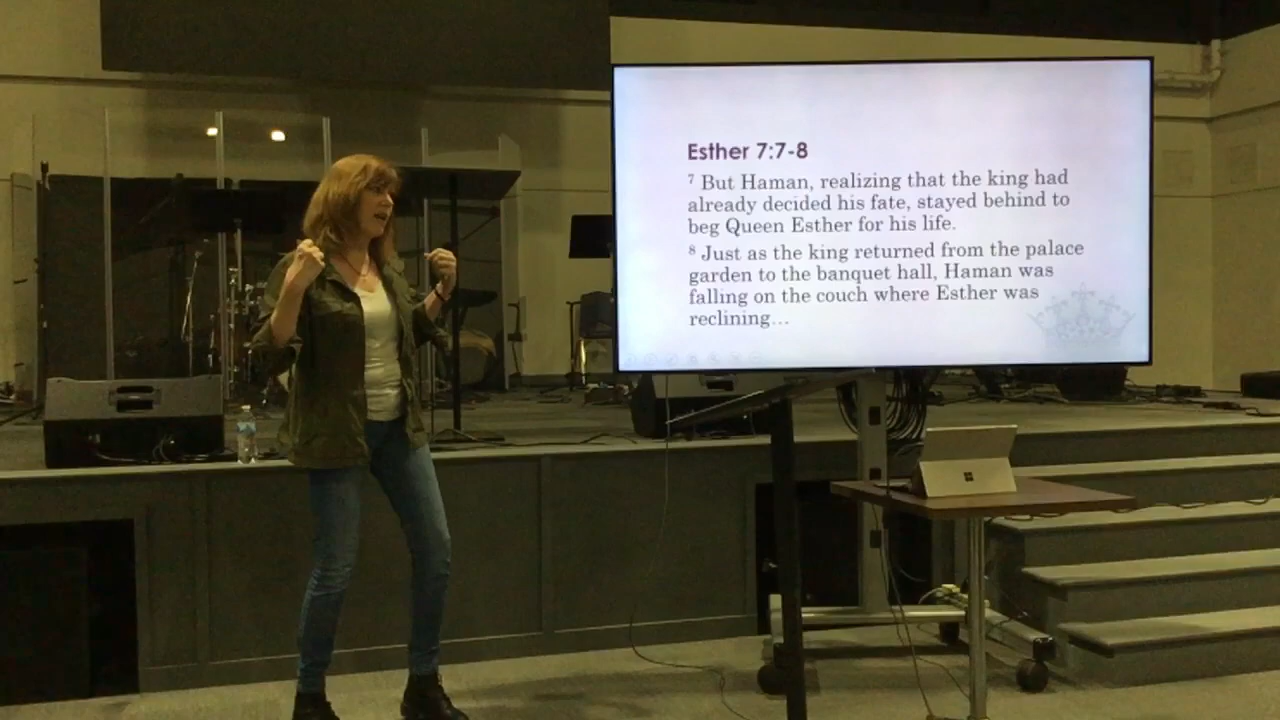 Esther 7:7-8
7 But Haman, realizing that the king had
already decided his fate, stayed behind to
beg Queen Esther for his life.
8 Just as the king returned from the palace
garden to the banquet hall, Haman was
falling on the couch where Esther was
reclining…